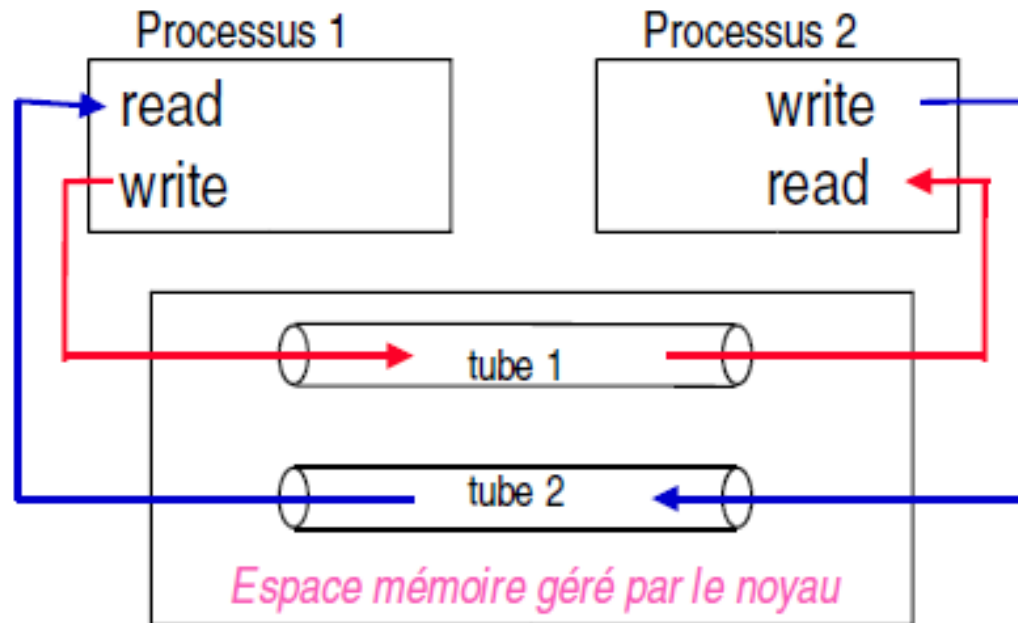 Processus 1
read
write
Processus 2
write
read
tube 1
tube 2
Espace mémoire géré par le noyau